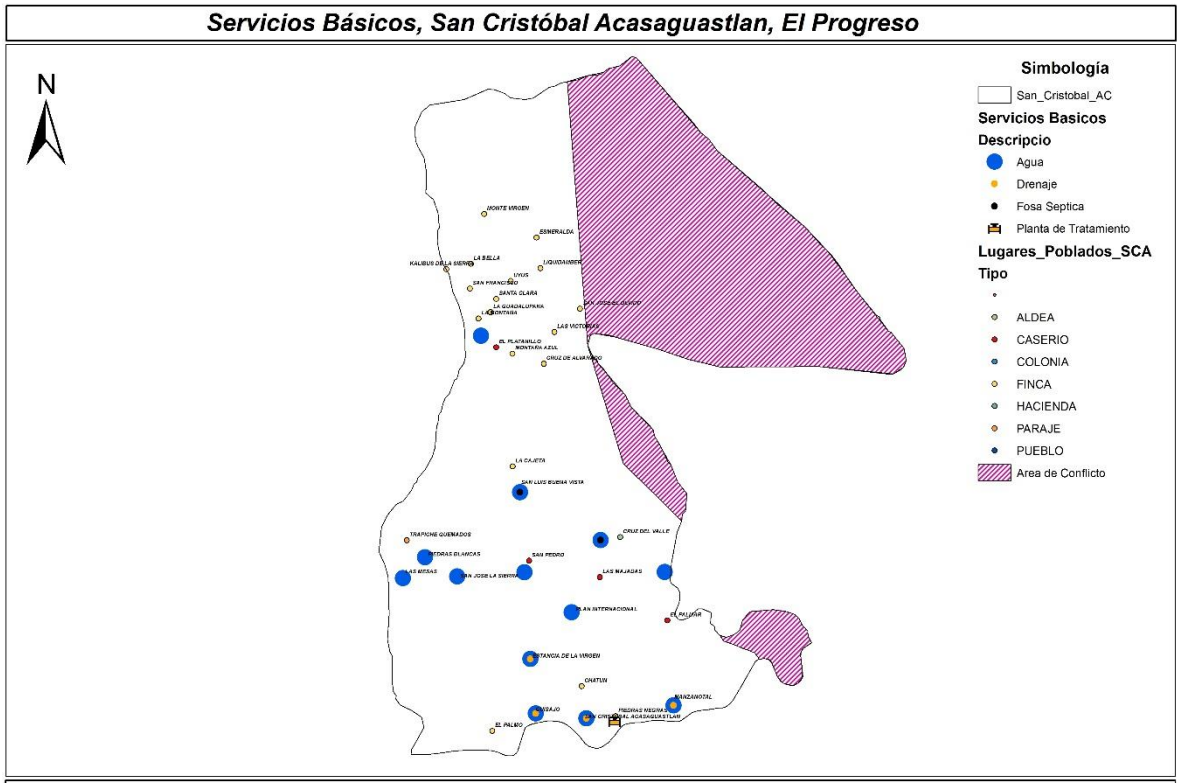 Servicios Básicos, San Cristóbal Acasaguastlan, El Progreso
N
Simbología
San_Cristobal_AC
Servicios Basicos
Descripcio
Agua
Drenaje
Fosa Septica
Planta de Tratamiento
Lugares_Poblados_SCA
Tipo
ALDEA
CASERIO
COLONIA
FINCA
HACIENDA
PARAJE
PUEBLO
Area de Conflicto
MONTE VIRGEN
ESMERALDA
LA BELLA
KALIBUS DE LA SIERRA
LIQUIDAMBER
UYUS
SAN FRANCISCO
SANTA CLARA
LA GUADALUPANA
SAN JOSE EL
LAS VICTORIAS
EL PLATANILLO
MONTAÑA AZUL
CRUZ DE ALVARADO
LA CAJETA
SAN LUIS BUENA VISTA
CRUZ DEL VALLE
TRAPICHE QUEMADOS
PIEDRAS BLANCAS
SAN PEDRO
LAS MESAS
SAN JOSE LA SIERRA
LAS MAJADAS
PLAN INTERNACIONAL
EL PALMAR
ESTANCIA DE LA VIRGEN
CHATUN
MANZANOTAL
PIEDRAS NEGRAS
SAN CRISTOBAL ACASAGUASTLAN
EL PALMO